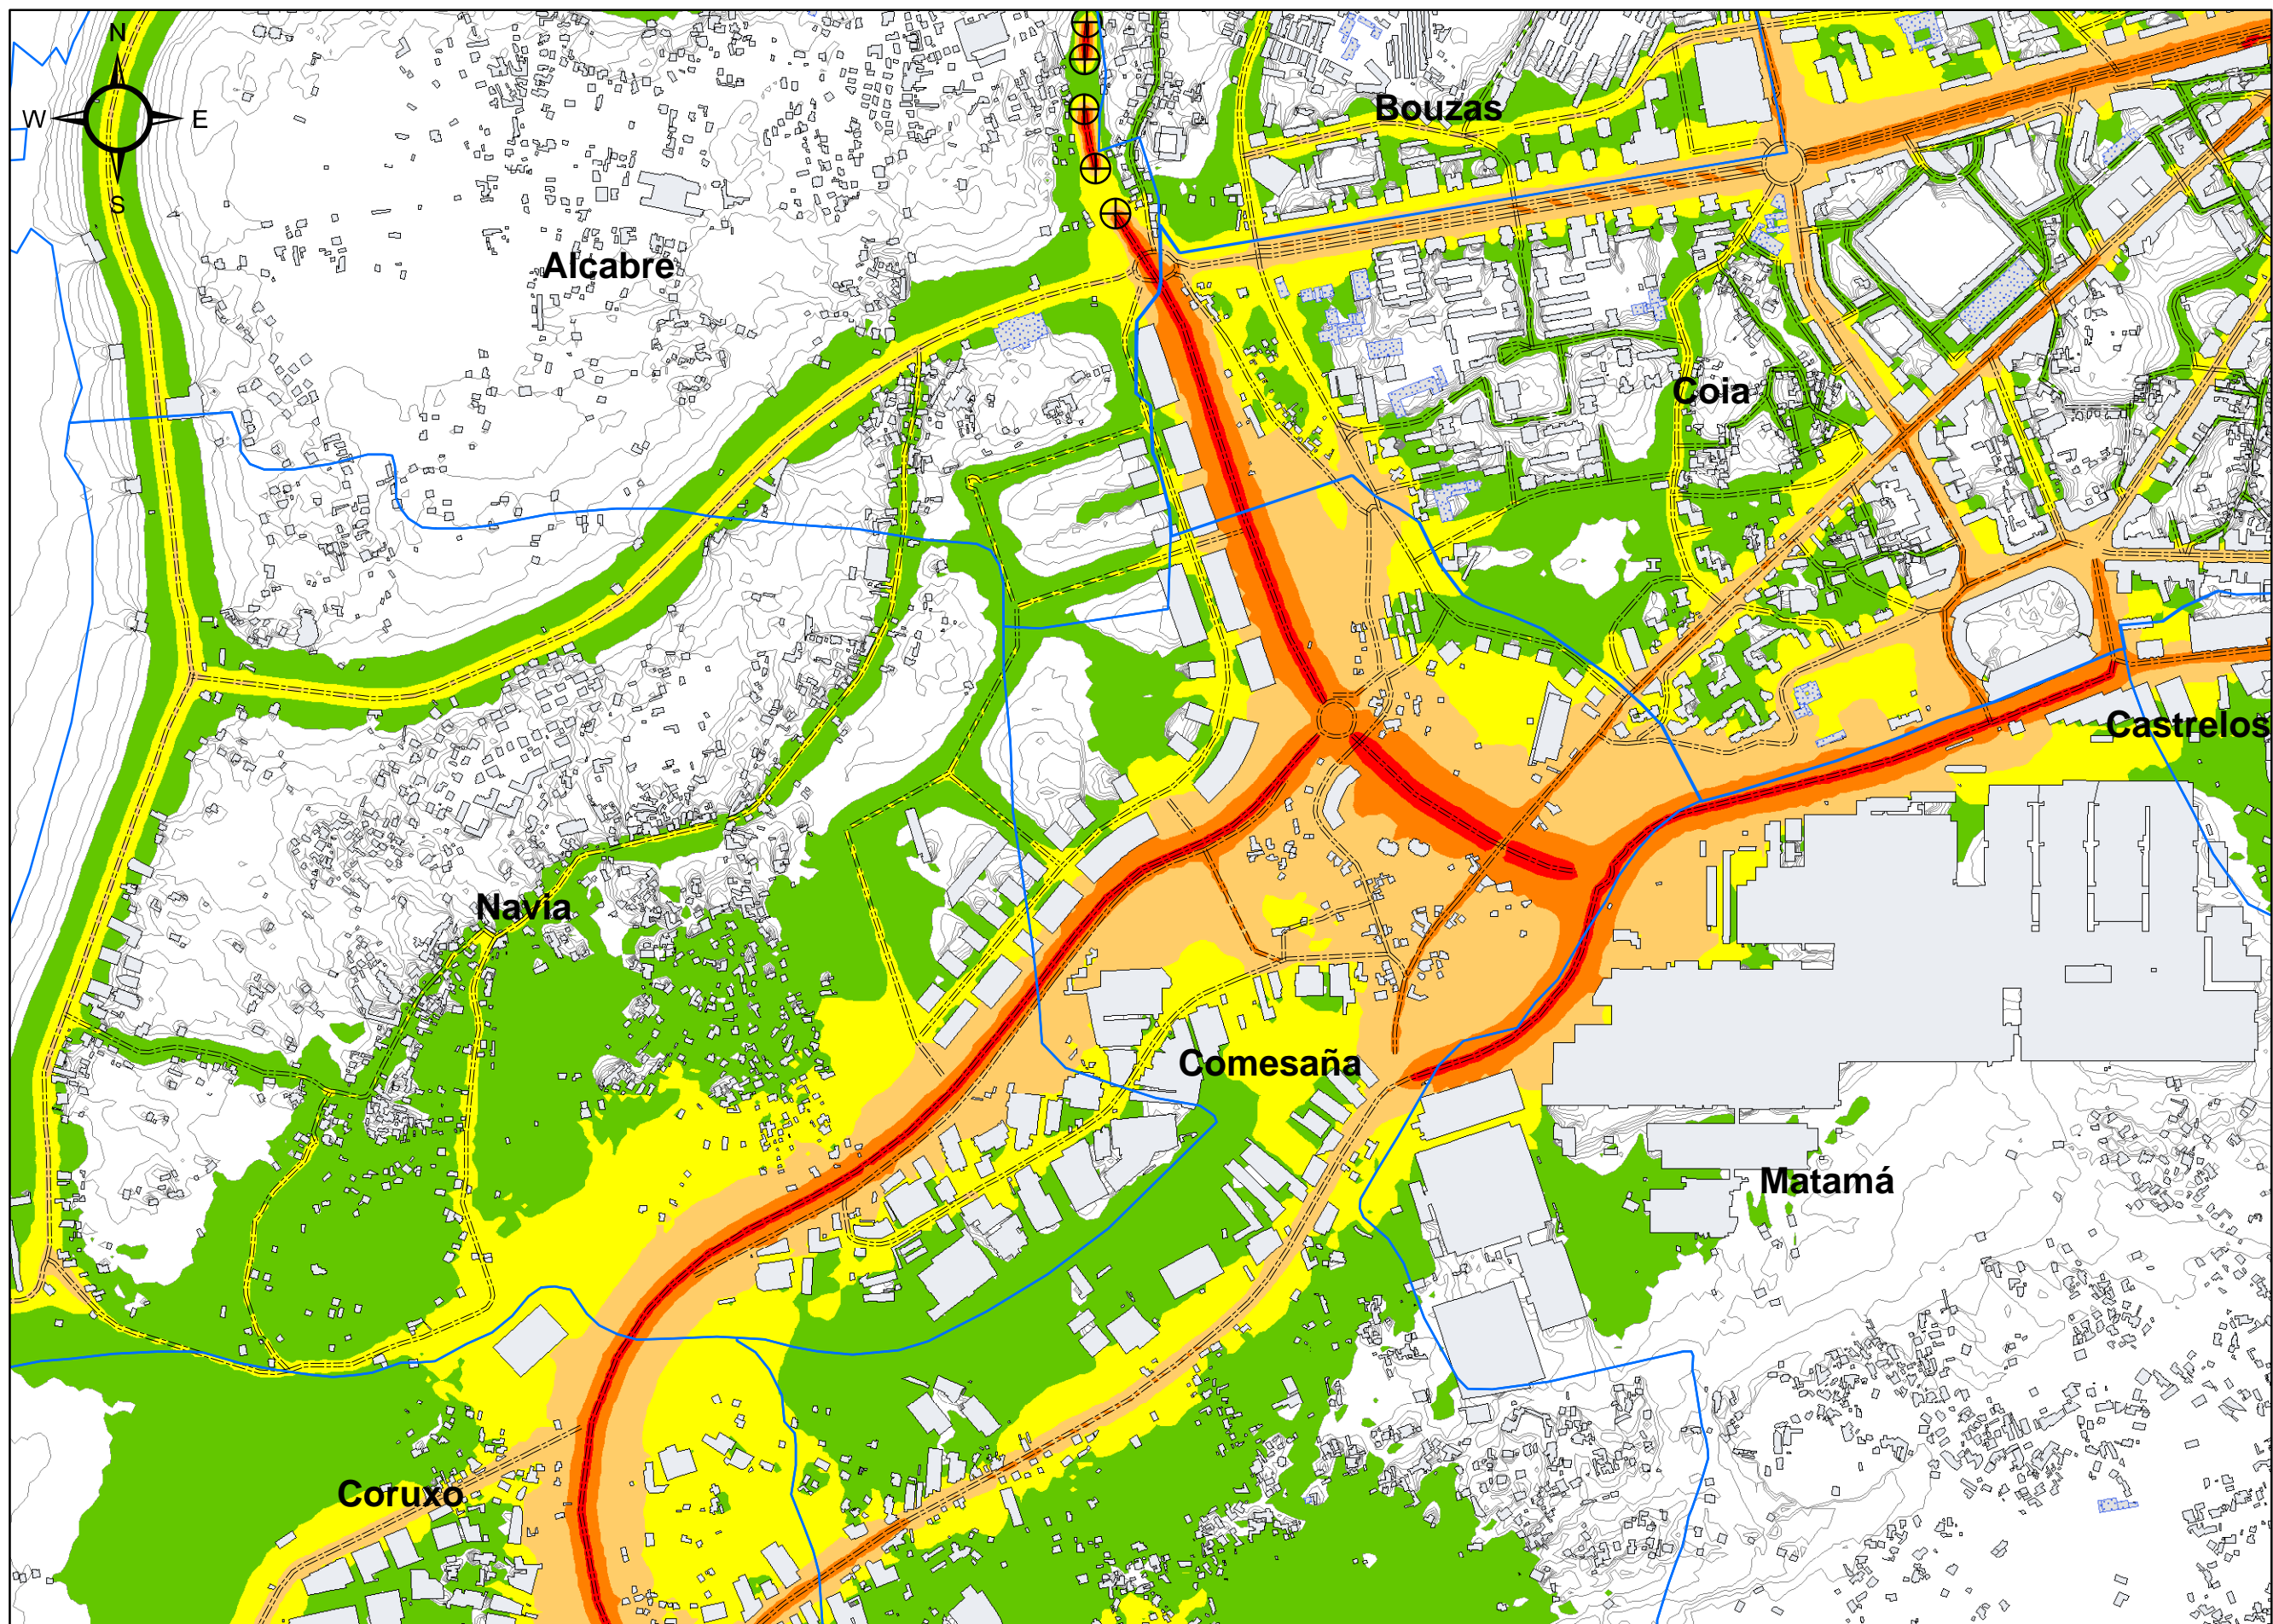 N
W E
S
Bouzas
Alcabre
Coia
Castrelos
Navia
Comesaña
Matamá
Coruxo